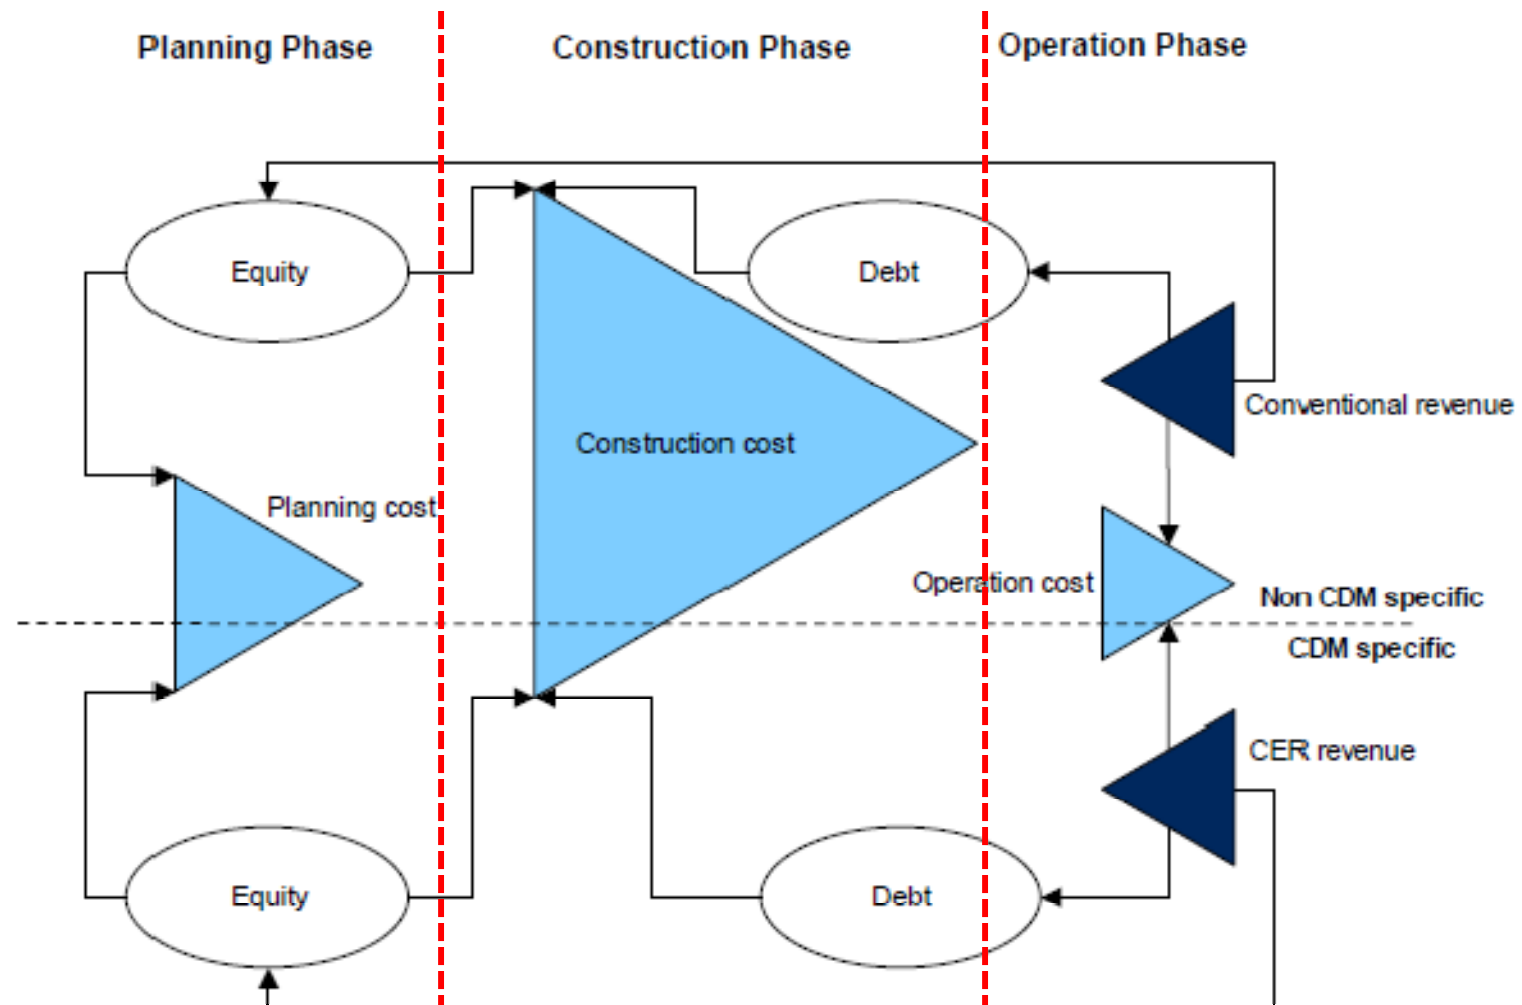 Planning Phase
Construction Phase
Operation Phase
Equity
Debt
Conventional revenue
Construction cost
Planning cost
Operation cost
Non CDM specific
CDM specific
CER revenue
Equity
Debt